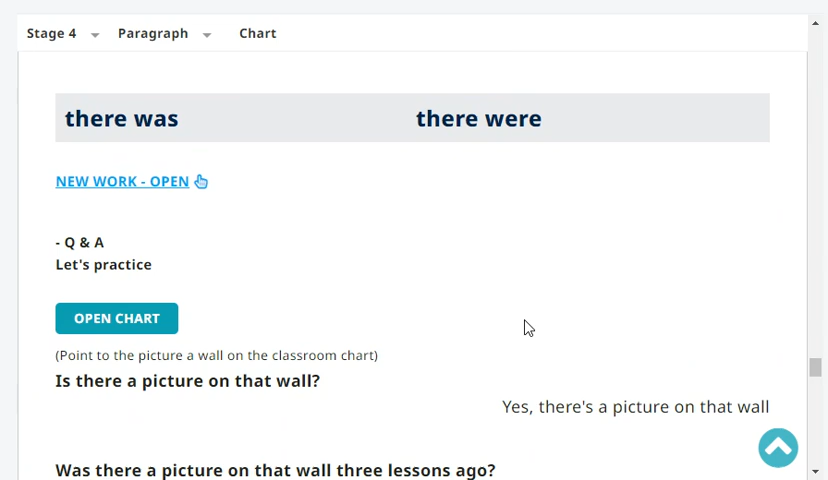 Stage 4 Paragraph Chart
there was there were
NEW WORK - OPEN
- Q & A
Let's practice
OPEN CHART
(Point to the picture a wall on the classroom chart)
Is there a picture on that wall?
Yes, there's a picture on that wall
Was there a picture on that wall three lessons ago?